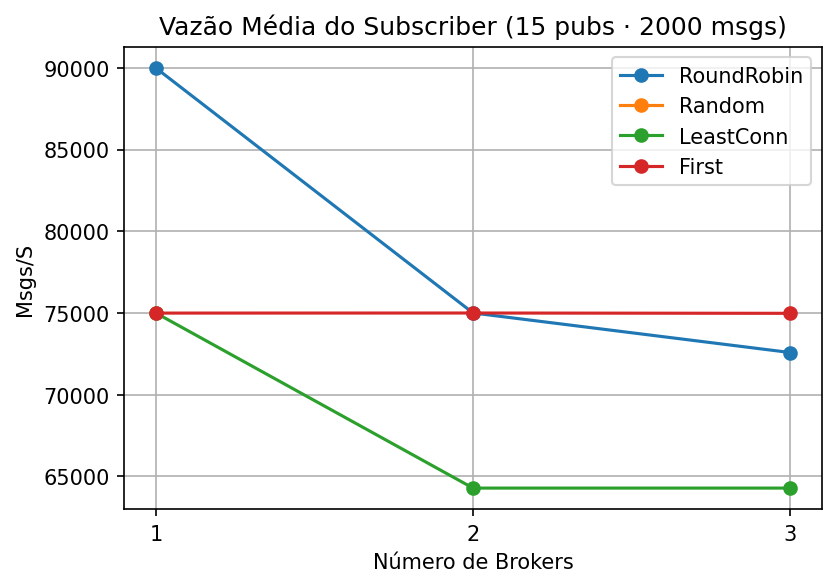 Vazão Média do Subscriber (15 pubs · 2000 msgs)
90000
85000
80000
75000
70000
65000
Msgs/S
RoundRobin
Random
LeastConn
First
1
2
3
Número de Brokers